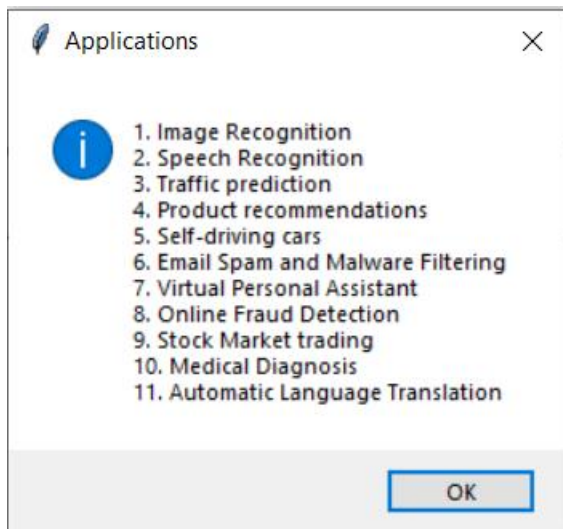 Applications
1. Image Recognition
2. Speech Recognition
3. Traffic prediction
4. Product recommendations
5. Self-driving cars
6. Email Spam and Malware Filtering
7. Virtual Personal Assistant
8. Online Fraud Detection
9. Stock Market trading
10. Medical Diagnosis
11. Automatic Language Translation
OK